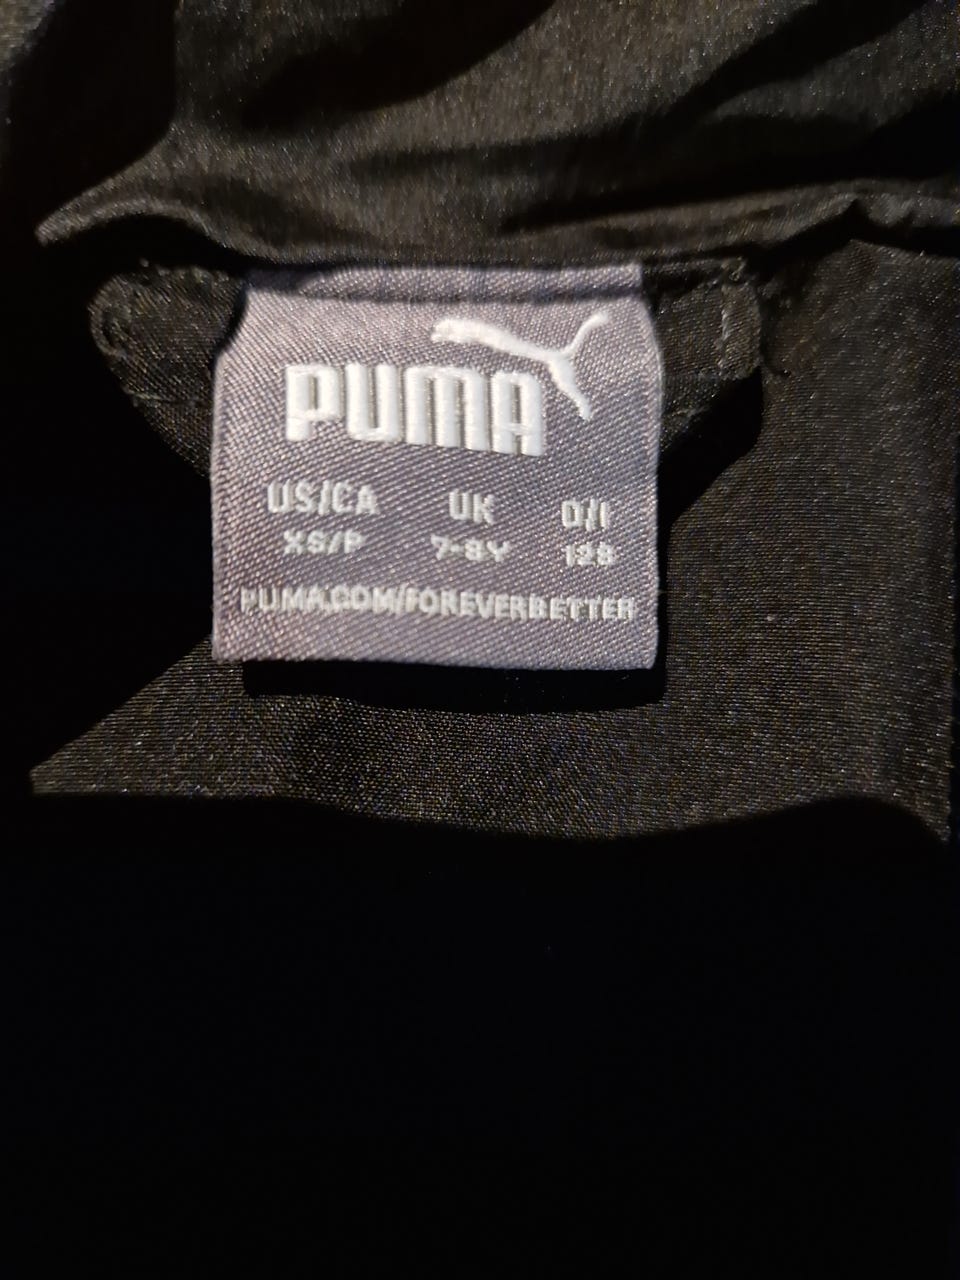 PUMA
US/CA UK D/I
XS/P 7-8Y 128
PUMA.COM/FOREVERBETTER